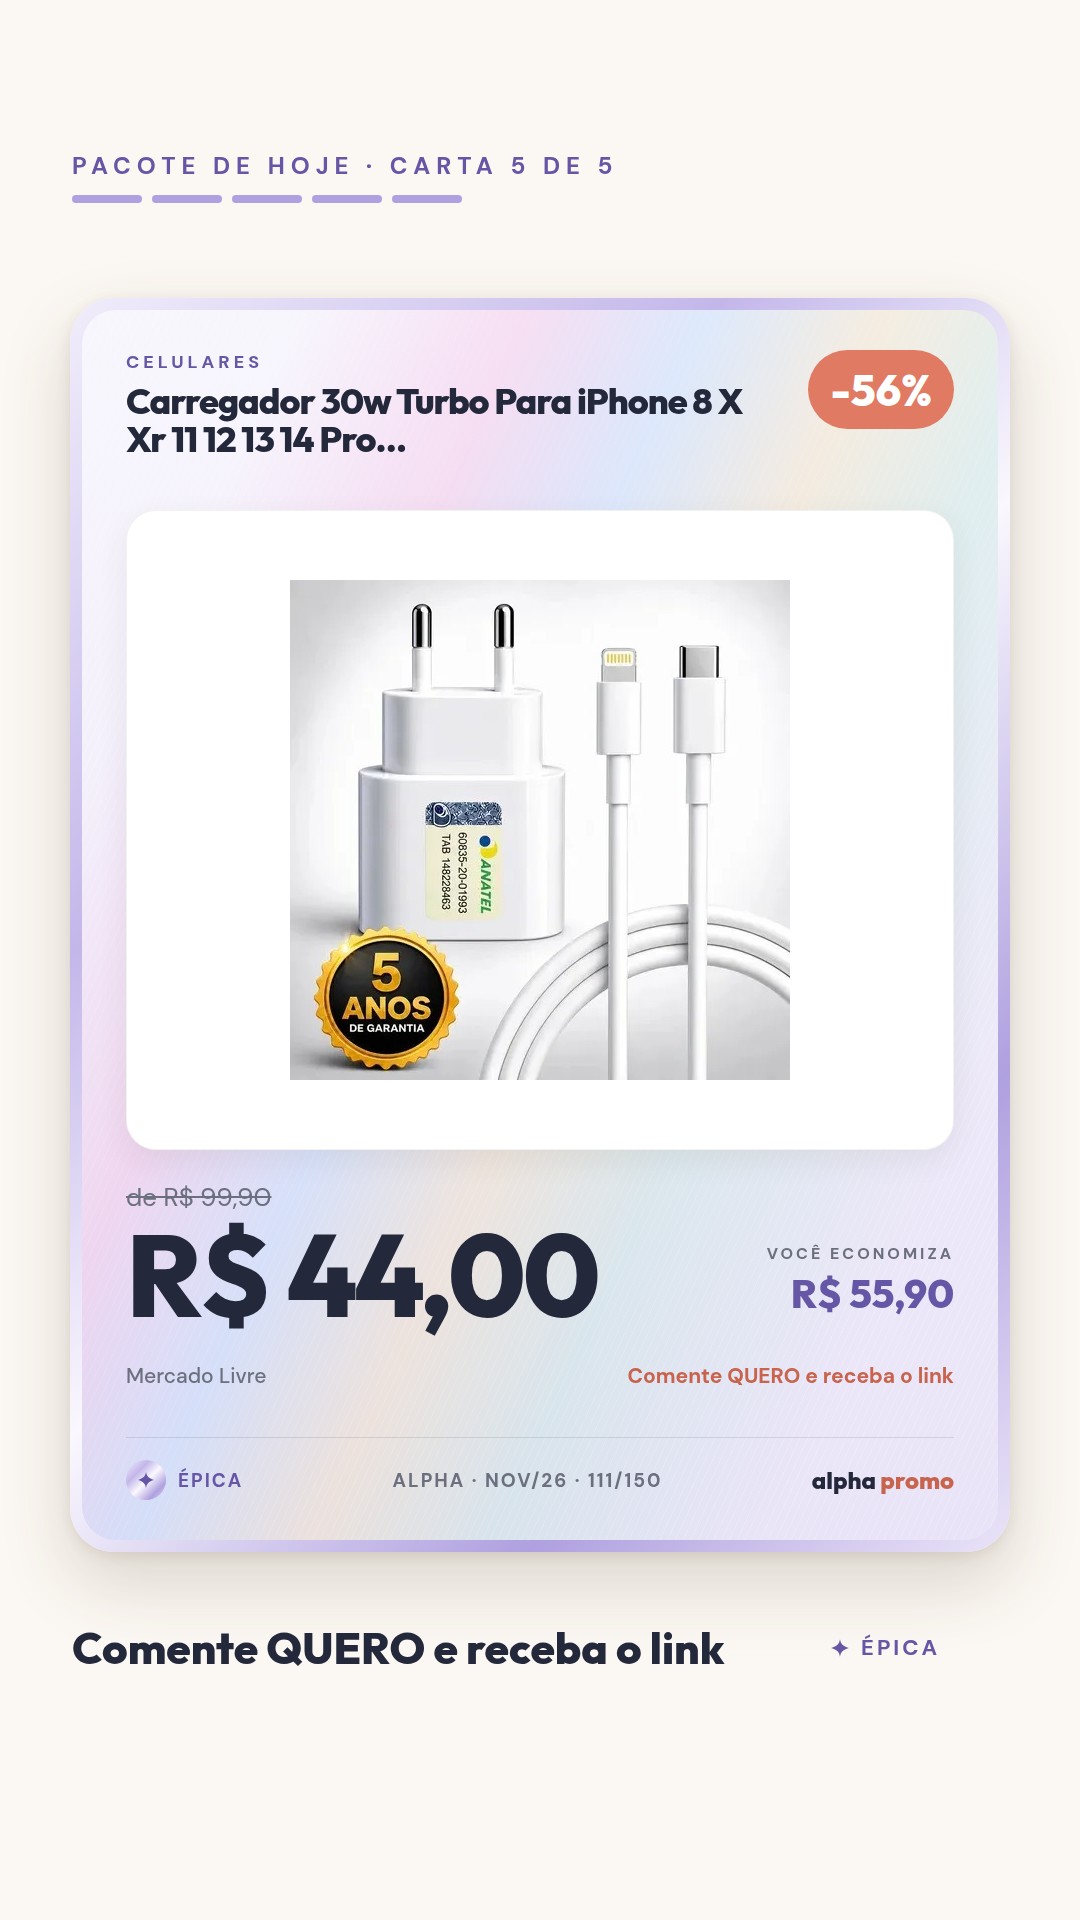 PACOTE DE HOJE · CARTA 5 DE 5
CELULARES
Carregador 30w Turbo Para iPhone 8 X
Xr 11 12 13 14 Pro...
-56%
ANATEL
60835-20-01993
TAB 148228463
5
ANOS
DE GARANTIA
de R$ 99,90
R$ 44,00
VOCÊ ECONOMIZA
R$ 55,90
Mercado Livre
Comente QUERO e receba o link
✦ ÉPICA
ALPHA · NOV/26 · 111/150
alpha promo
Comente QUERO e receba o link
✦ ÉPICA